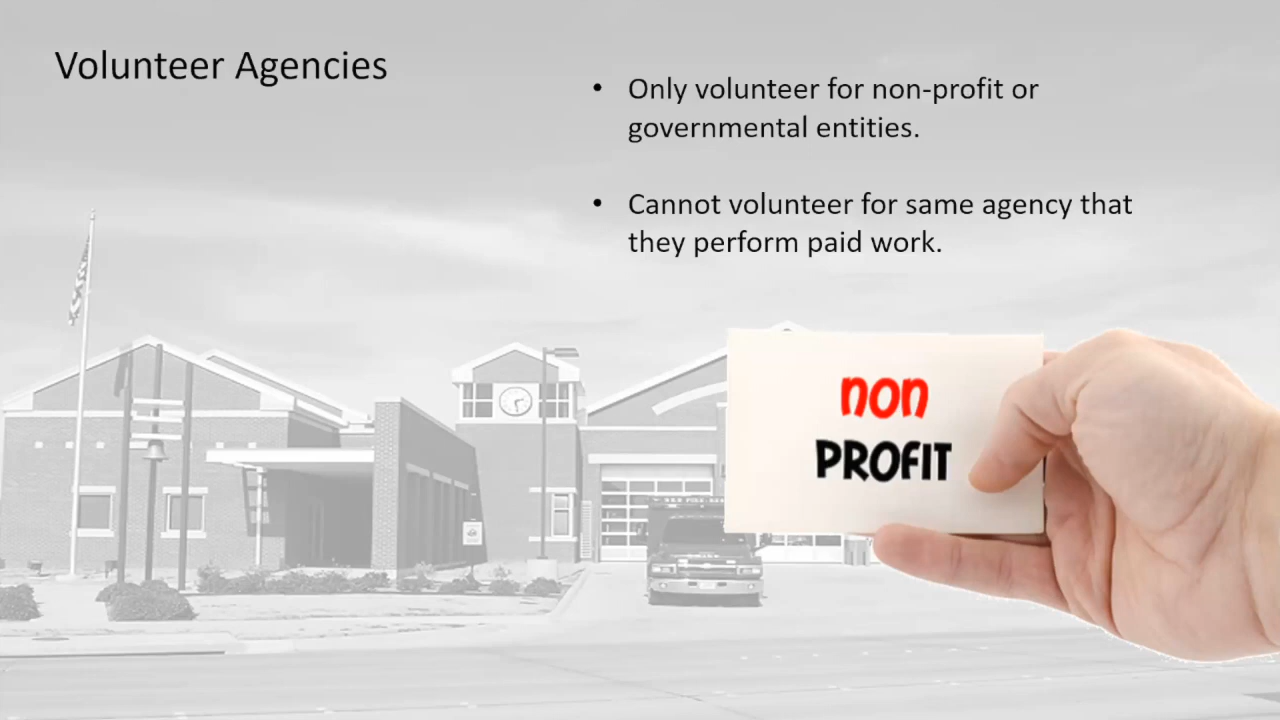 Volunteer Agencies
• Only volunteer for non-profit or
governmental entities.
• Cannot volunteer for same agency that
they perform paid work.
non
PROFIT